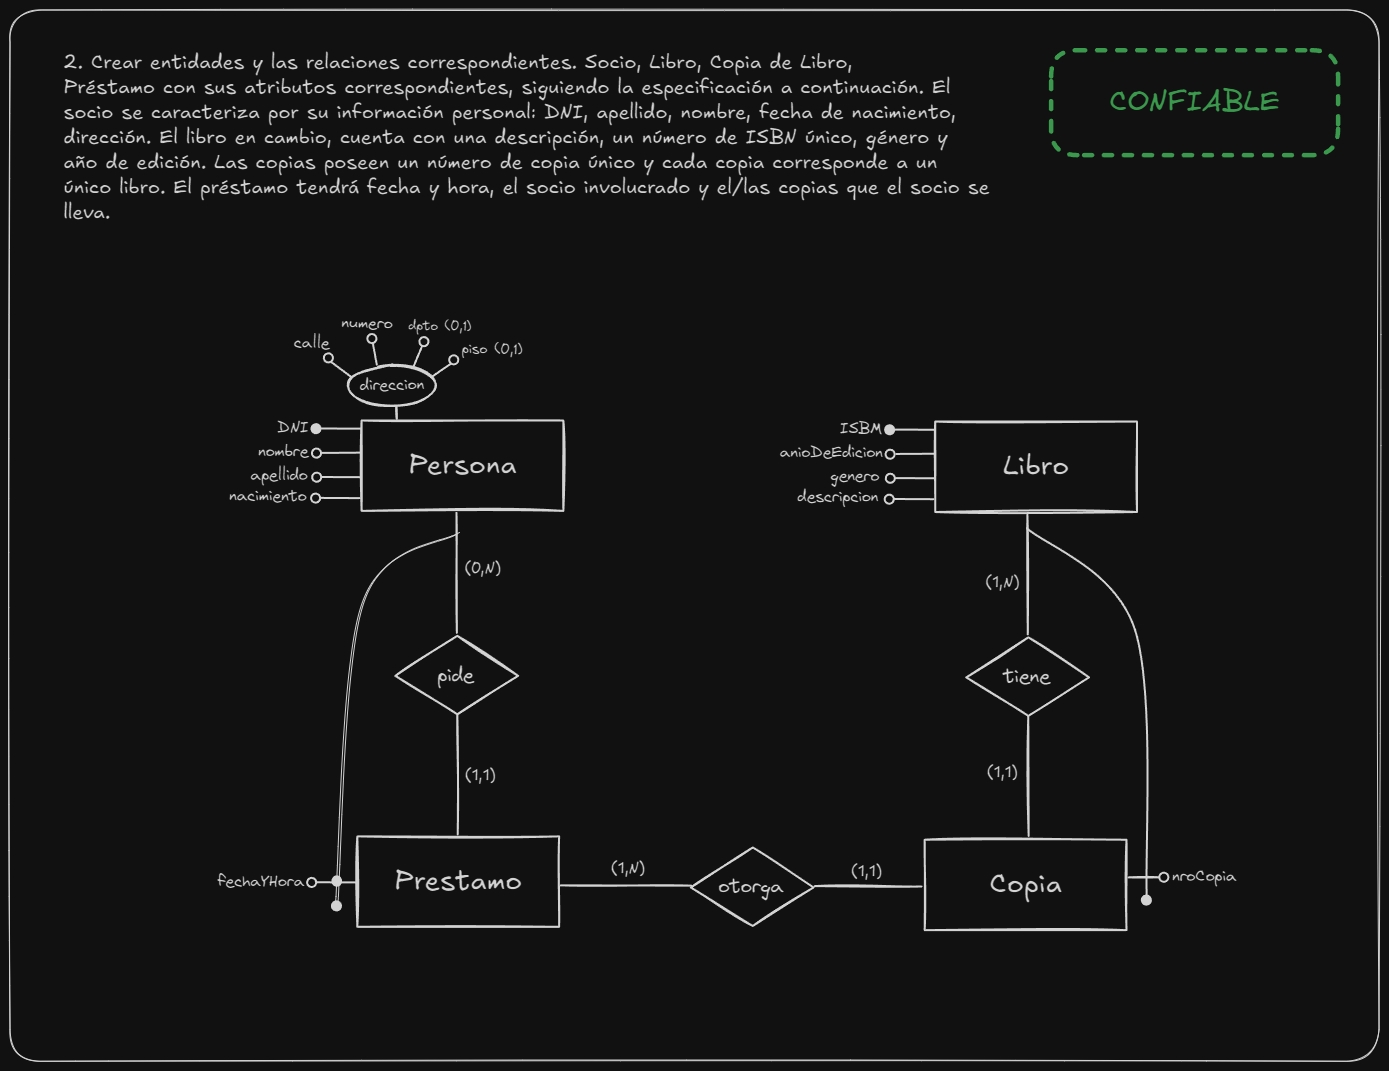 2. Crear entidades y las relaciones correspondientes. Socio, Libro, Copia de Libro,
Préstamo con sus atributos correspondientes, siguiendo la especificación a continuación. El
socio se caracteriza por su información personal: DNI, apellido, nombre, fecha de nacimiento,
dirección. El libro en cambio, cuenta con una descripción, un número de ISBN único, género y
año de edición. Las copias poseen un número de copia único y cada copia corresponde a un
único libro. El préstamo tendrá fecha y hora, el socio involucrado y el/las copias que el socio se
lleva.
CONFIABLE
calle
numero
dpto (0,1)
piso (0,1)
direccion
DNI
nombre
apellido
nacimiento
Persona
ISBM
anioDeEdicion
genero
descripcion
Libro
(0,N)
(1,N)
pide
tiene
(1,1)
(1,1)
fechaYHora
Prestamo
(1,N)
otorga
(1,1)
Copia
nroCopia